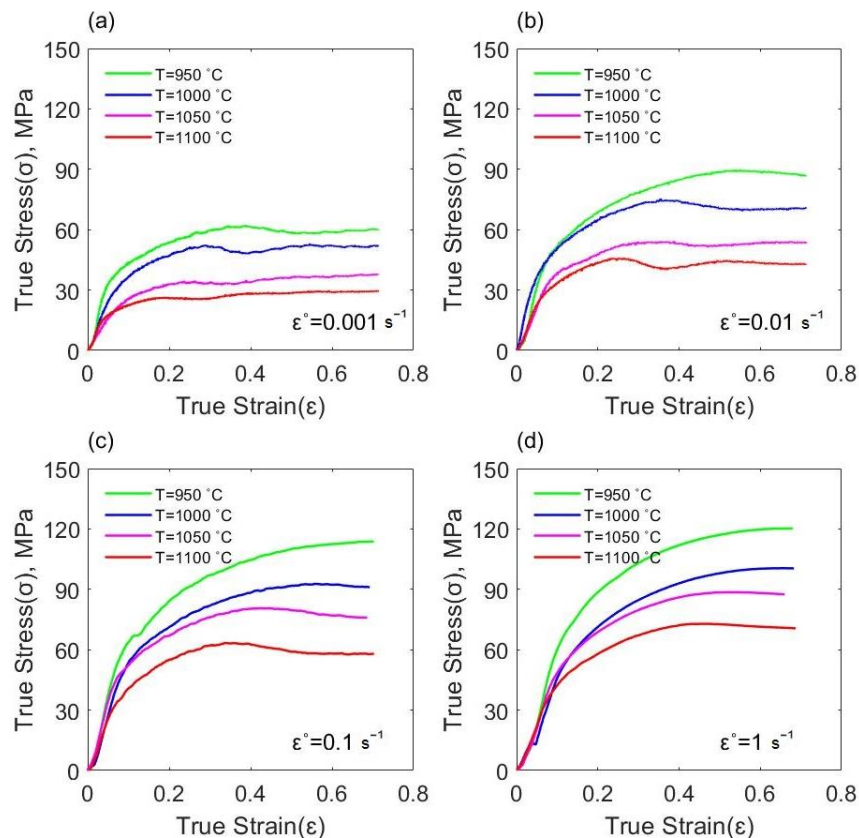 (a)
True Stress(σ), MPa
150
120
90
60
30
0
T=950 °C
T=1000 °C
T=1050 °C
T=1100 °C
ε°=0.001 s⁻¹
0 0.2 0.4 0.6 0.8
True Strain(ε)
(b)
True Stress(σ), MPa
150
120
90
60
30
0
T=950 °C
T=1000 °C
T=1050 °C
T=1100 °C
ε°=0.01 s⁻¹
0 0.2 0.4 0.6 0.8
True Strain(ε)
(c)
True Stress(σ), MPa
150
120
90
60
30
0
T=950 °C
T=1000 °C
T=1050 °C
T=1100 °C
ε°=0.1 s⁻¹
0 0.2 0.4 0.6 0.8
True Strain(ε)
(d)
True Stress(σ), MPa
150
120
90
60
30
0
T=950 °C
T=1000 °C
T=1050 °C
T=1100 °C
ε°=1 s⁻¹
0 0.2 0.4 0.6 0.8
True Strain(ε)